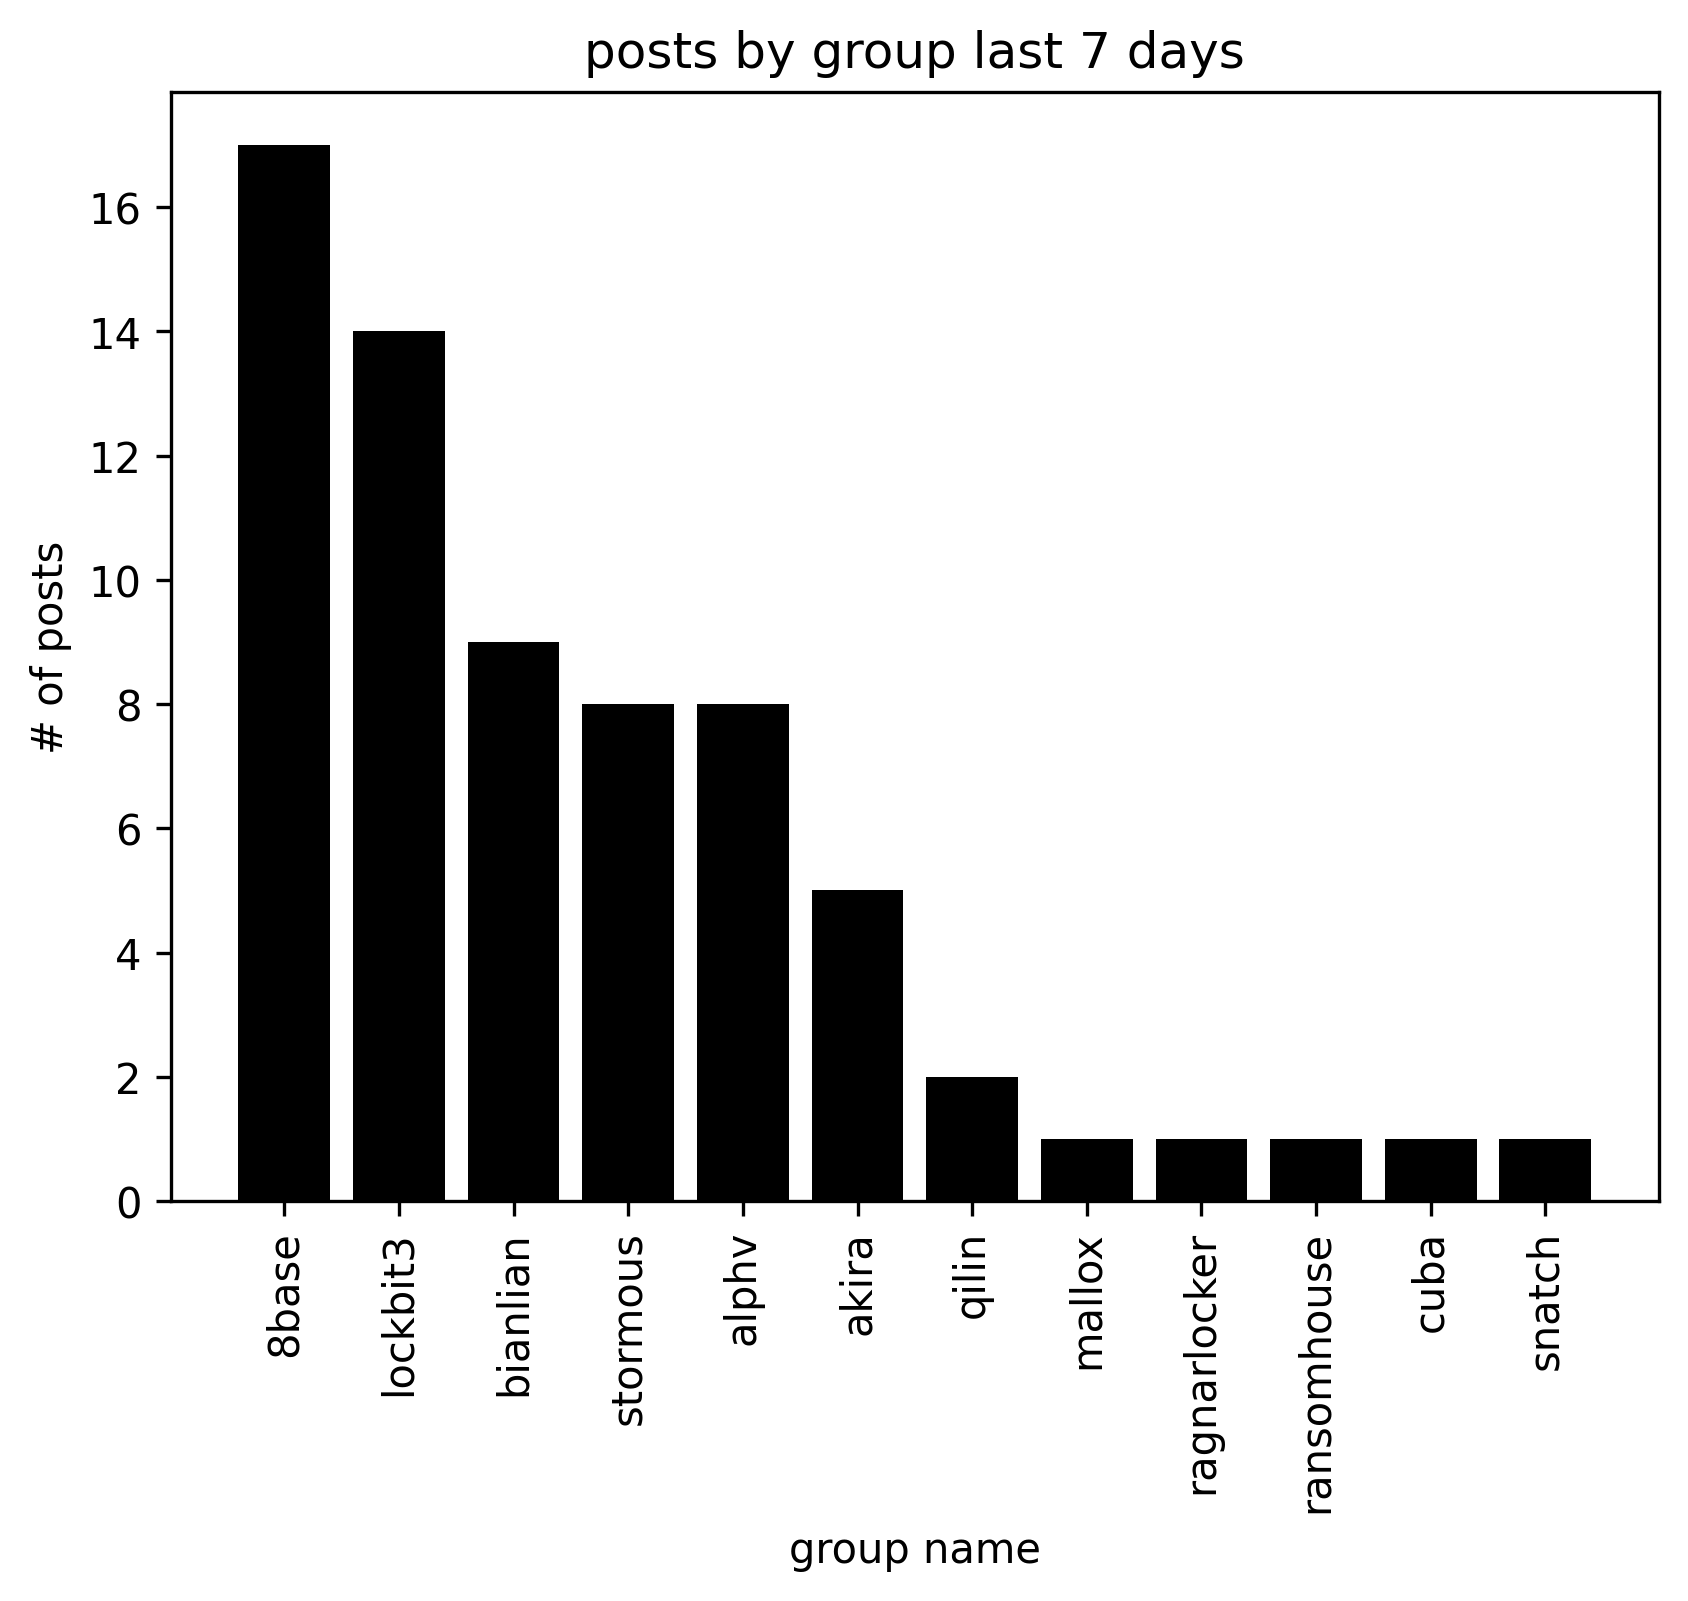 posts by group last 7 days
# of posts
16
14
12
10
8
6
4
2
0
8base
lockbit3
bianlian
stormous
alphv
akira
qilin
mallox
ragnarlocker
ransomhouse
cuba
snatch
group name